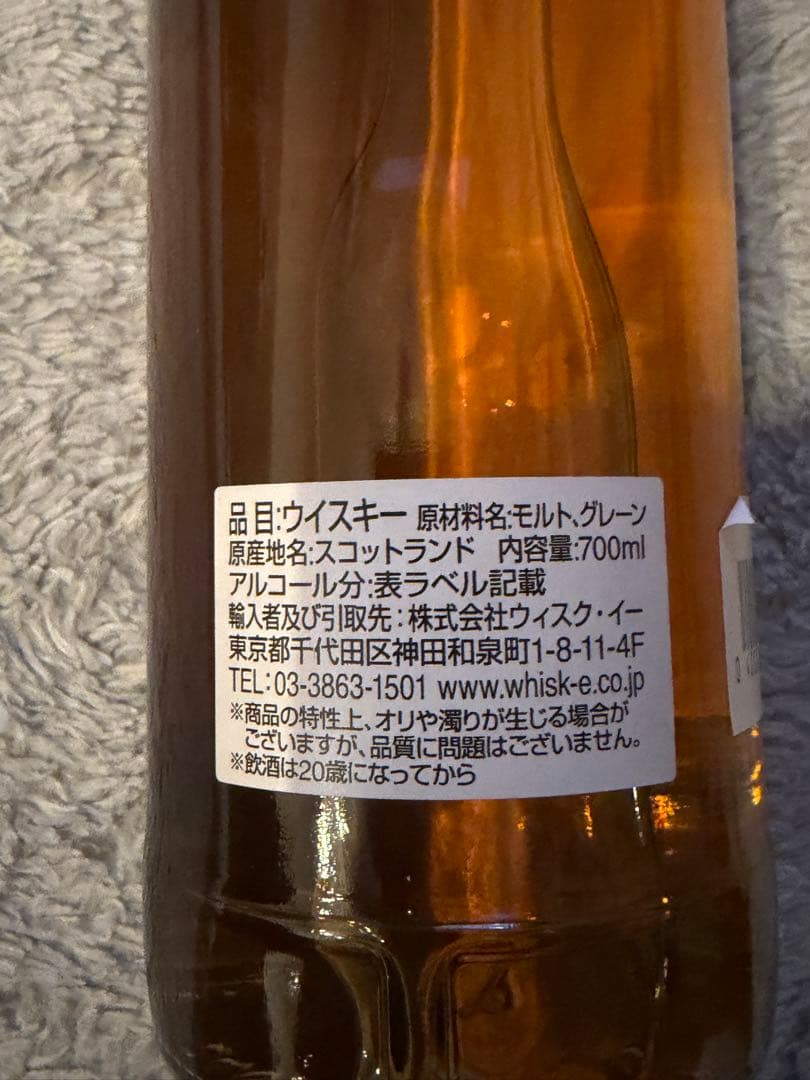 品目:ウイスキー 原材料名:モルト、グレーン
原産地名:スコットランド 内容量:700ml
アルコール分:表ラベル記載
輸入者及び引取先:株式会社ウィスク・イー
東京都千代田区神田和泉町1-8-11-4F
TEL:03-3863-1501 www.whisk-e.co.jp
※商品の特性上、オリや濁りが生じる場合が
ございますが、品質に問題はございません。
※飲酒は20歳になってから